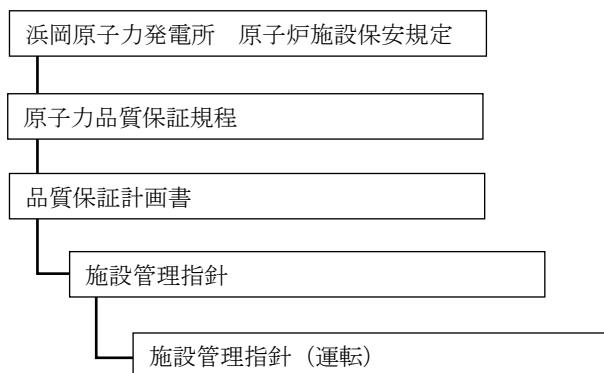 浜岡原子力発電所　原子炉施設保安規定
原子力品質保証規程
品質保証計画書
施設管理指針
施設管理指針（運転）